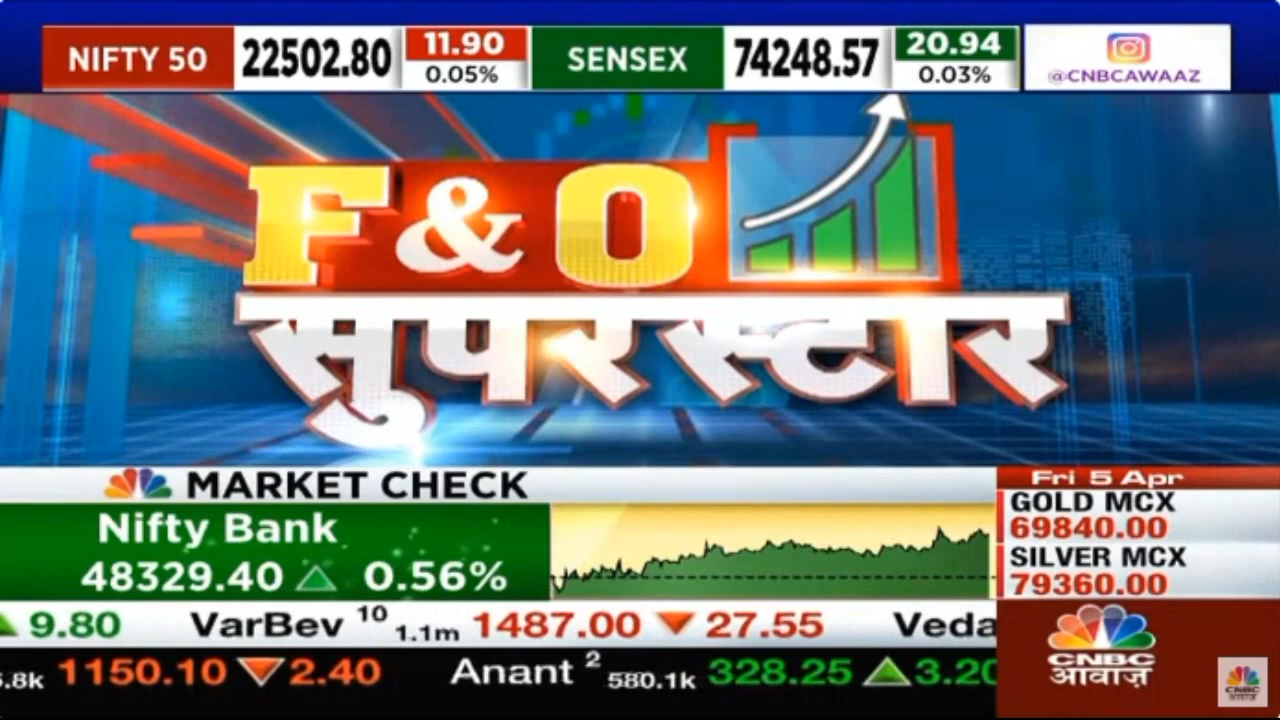 NIFTY 50 22502.80 11.90 0.05% SENSEX 74248.57 20.94 0.03% @CNBCAWAAZ
F&O
सुपरस्टार
MARKET CHECK
Fri 5 Apr
Nifty Bank
48329.40 0.56%
GOLD MCX
69840.00
SILVER MCX
79360.00
9.80 VarBev 10 1.1m 1487.00 27.55 Veda
.8k 1150.10 2.40 Anant 2 580.1k 328.25 3.20
CNBC
आवाज़
आवाज़